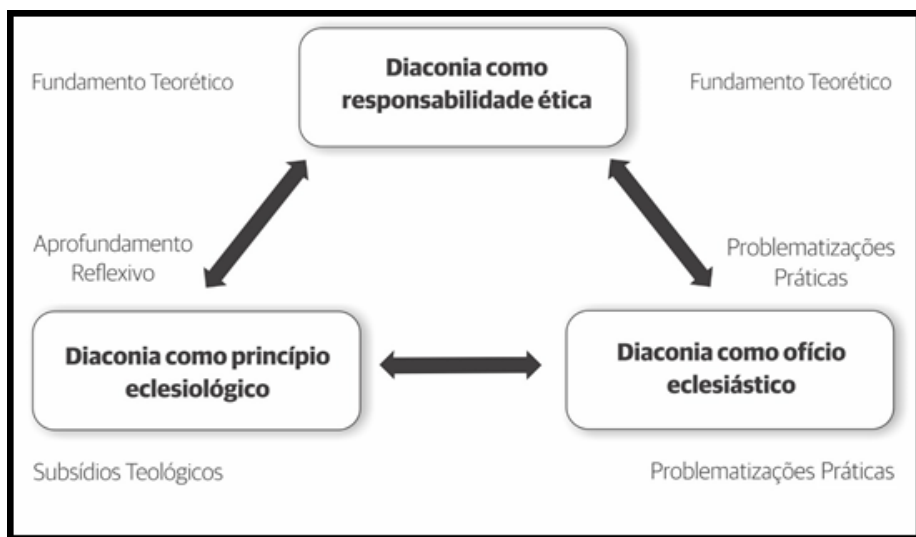 Fundamento Teorético
Diaconia como
responsabilidade ética
Fundamento Teorético
Aprofundamento
Reflexivo
Problematizações
Práticas
Diaconia como princípio
eclesiológico
Diaconia como ofício
eclesiástico
Subsídios Teológicos
Problematizações Práticas